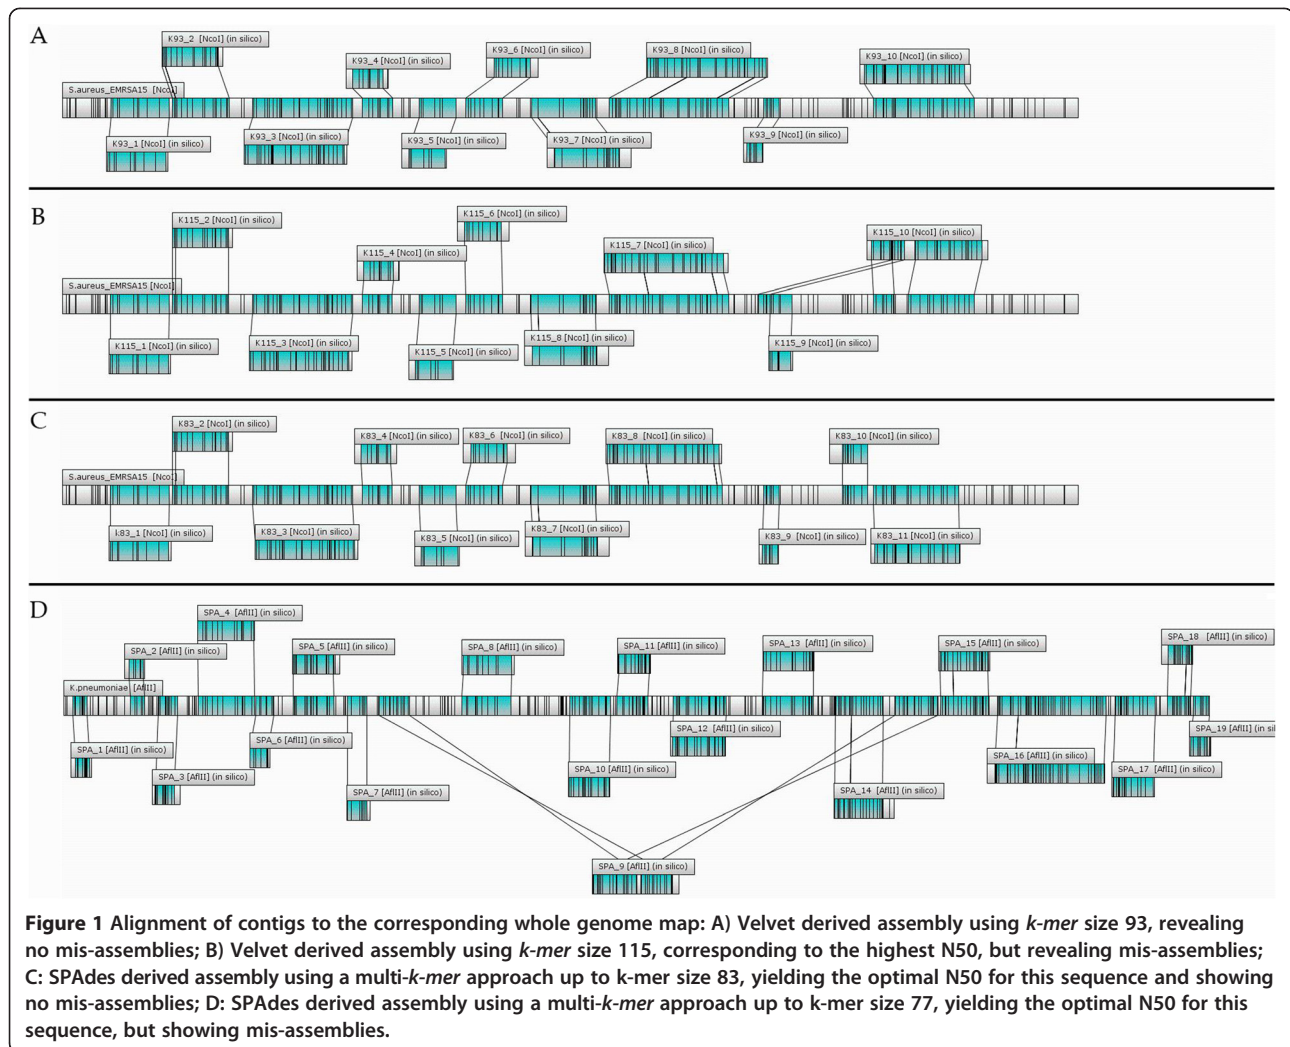 A
K93_2 [NcoI] (in silico)
K93_4 [NcoI] (in silico)
K93_6 [NcoI] (in silico)
K93_8 [NcoI] (in silico)
K93_10 [NcoI] (in silico)
S.aureus_EMRSA15 [NcoI]
K93_1 [NcoI] (in silico)
K93_3 [NcoI] (in silico)
K93_5 [NcoI] (in silico)
K93_7 [NcoI] (in silico)
K93_9 [NcoI] (in silico)
B
K115_2 [NcoI] (in silico)
K115_4 [NcoI] (in silico)
K115_6 [NcoI] (in silico)
K115_7 [NcoI] (in silico)
K115_10 [NcoI] (in silico)
S.aureus_EMRSA15 [NcoI]
K115_1 [NcoI] (in silico)
K115_3 [NcoI] (in silico)
K115_5 [NcoI] (in silico)
K115_8 [NcoI] (in silico)
K115_9 [NcoI] (in silico)
C
K83_2 [NcoI] (in silico)
K83_4 [NcoI] (in silico)
K83_6 [NcoI] (in silico)
K83_8 [NcoI] (in silico)
K83_10 [NcoI] (in silico)
S.aureus_EMRSA15 [NcoI]
K83_1 [NcoI] (in silico)
K83_3 [NcoI] (in silico)
K83_5 [NcoI] (in silico)
K83_7 [NcoI] (in silico)
K83_9 [NcoI] (in silico)
K83_11 [NcoI] (in silico)
D
SPA_4 [AflII] (in silico)
SPA_2 [AflII] (in silico)
SPA_5 [AflII] (in silico)
SPA_8 [AflII] (in silico)
SPA_11 [AflII] (in silico)
SPA_13 [AflII] (in silico)
SPA_15 [AflII] (in silico)
SPA_18 [AflII] (in silico)
K.pneumoniae [AflII]
SPA_1 [AflII] (in silico)
SPA_3 [AflII] (in silico)
SPA_6 [AflII] (in silico)
SPA_7 [AflII] (in silico)
SPA_10 [AflII] (in silico)
SPA_12 [AflII] (in silico)
SPA_14 [AflII] (in silico)
SPA_16 [AflII] (in silico)
SPA_17 [AflII] (in silico)
SPA_19 [AflII] (in sili
SPA_9 [AflII] (in silico)
Figure 1 Alignment of contigs to the corresponding whole genome map: A) Velvet derived assembly using k-mer size 93, revealing
no mis-assemblies; B) Velvet derived assembly using k-mer size 115, corresponding to the highest N50, but revealing mis-assemblies;
C: SPAdes derived assembly using a multi-k-mer approach up to k-mer size 83, yielding the optimal N50 for this sequence and showing
no mis-assemblies; D: SPAdes derived assembly using a multi-k-mer approach up to k-mer size 77, yielding the optimal N50 for this
sequence, but showing mis-assemblies.